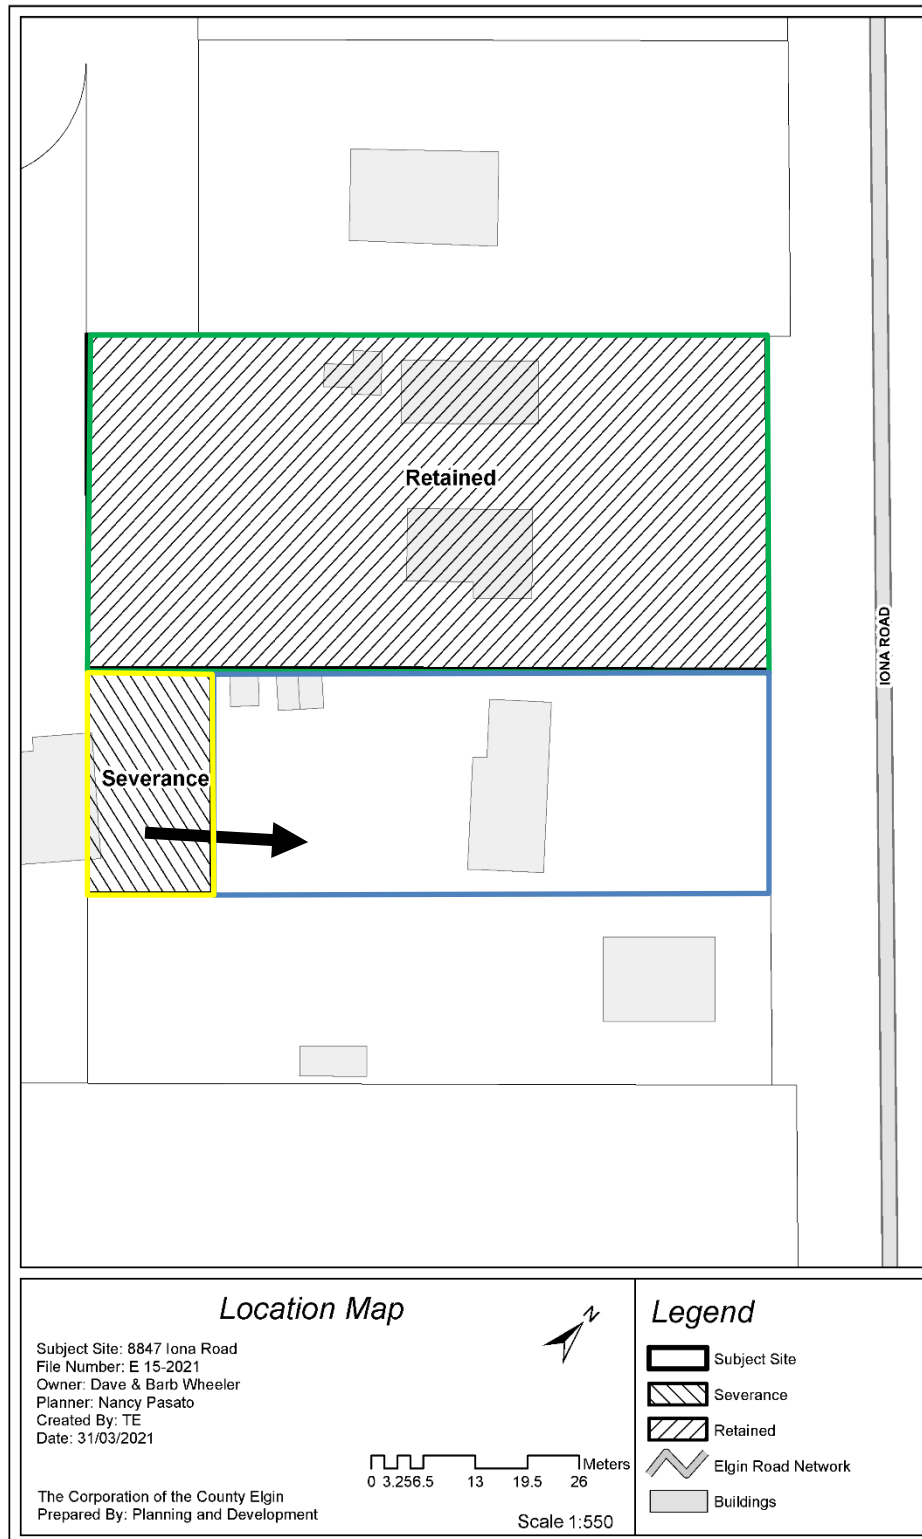 Retained
IONA ROAD
Severance
Location Map
N
Subject Site: 8847 Iona Road
File Number: E 15-2021
Owner: Dave & Barb Wheeler
Planner: Nancy Pasato
Created By: TE
Date: 31/03/2021
Meters
0 3.25 6.5 13 19.5 26
The Corporation of the County Elgin
Prepared By: Planning and Development
Scale 1:550
Legend
Subject Site
Severance
Retained
Elgin Road Network
Buildings